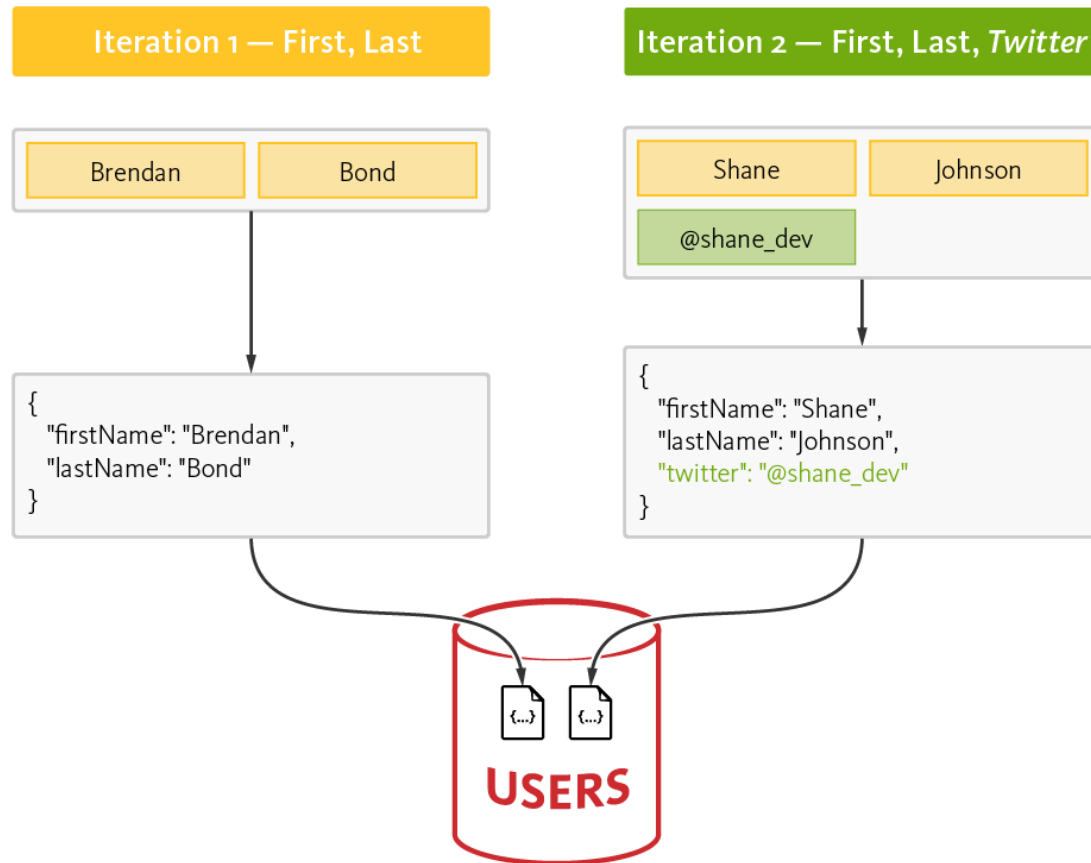 Iteration 1 — First, Last
Brendan
Bond
{
"firstName": "Brendan",
"lastName": "Bond"
}
Iteration 2 — First, Last, Twitter
Shane
Johnson
@shane_dev
{
"firstName": "Shane",
"lastName": "Johnson",
"twitter": "@shane_dev"
}
{...}
{...}
USERS